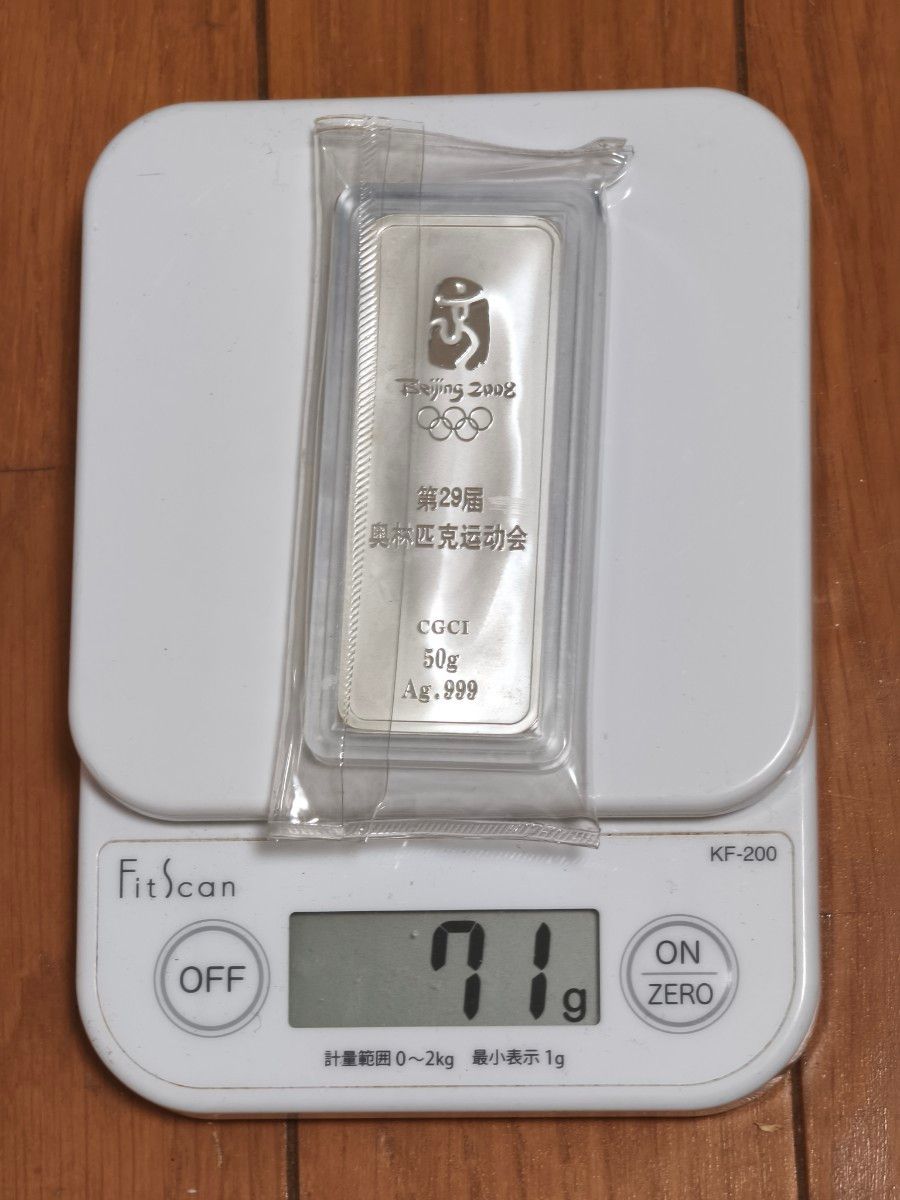 Beijing 2008
第29届
奥林匹克运动会
CGCI
50g
Ag.999
KF-200
FitScan
OFF
71g
ON
ZERO
計量範囲 0～2kg 最小表示 1g